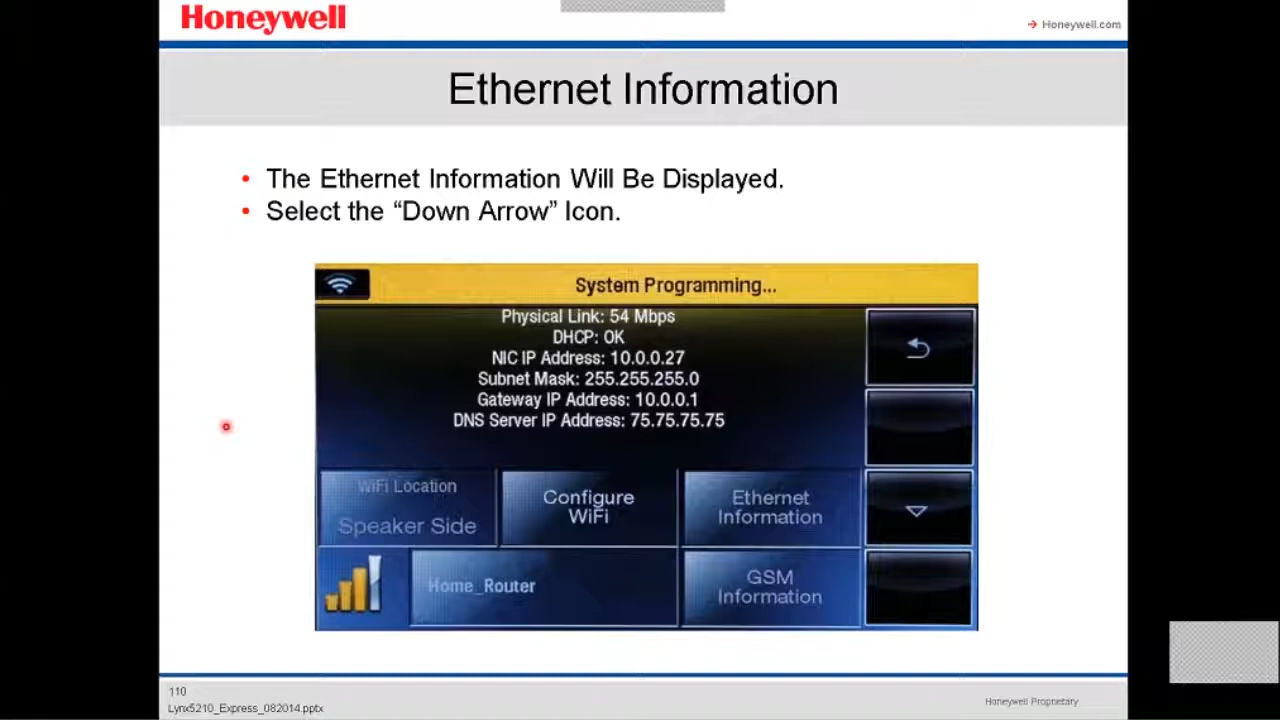 Honeywell
Honeywell.com
Ethernet Information
The Ethernet Information Will Be Displayed.
Select the “Down Arrow” Icon.
System Programming...
Physical Link: 54 Mbps
DHCP: OK
NIC IP Address: 10.0.0.27
Subnet Mask: 255.255.255.0
Gateway IP Address: 10.0.0.1
DNS Server IP Address: 75.75.75.75
WiFi Location
Speaker Side
Configure
WiFi
Ethernet
Information
Home_Router
GSM
Information
110
Lynx5210_Express_082014.pptx
Honeywell Proprietary